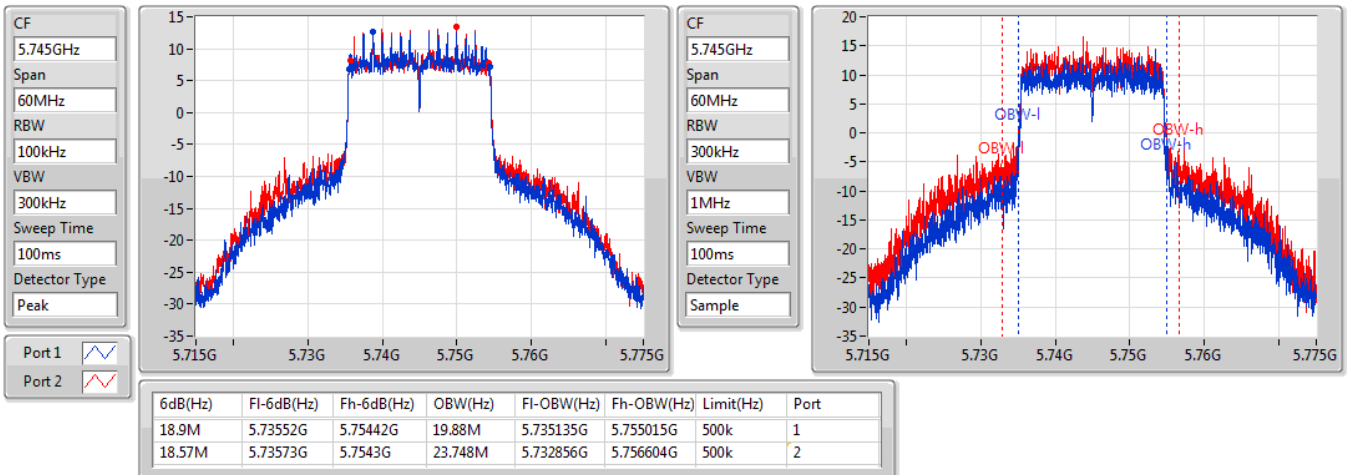 CF
5.745GHz
Span
60MHz
RBW
100kHz
VBW
300kHz
Sweep Time
100ms
Detector Type
Peak
15
10
5
0
-5
-10
-15
-20
-25
-30
-35
5.715G 5.73G 5.74G 5.75G 5.76G 5.775G
Port 1
Port 2
CF
5.745GHz
Span
60MHz
RBW
300kHz
VBW
1MHz
Sweep Time
100ms
Detector Type
Sample
20
15
10
5
0
-5
-10
-15
-20
-25
-30
-35
OBW-l
OBW-l
OBW-h
OBW-h
5.715G 5.73G 5.74G 5.75G 5.76G 5.775G
6dB(Hz) Fl-6dB(Hz) Fh-6dB(Hz) OBW(Hz) Fl-OBW(Hz) Fh-OBW(Hz) Limit(Hz) Port
18.9M 5.73552G 5.75442G 19.88M 5.735135G 5.755015G 500k 1
18.57M 5.73573G 5.7543G 23.748M 5.732856G 5.756604G 500k 2